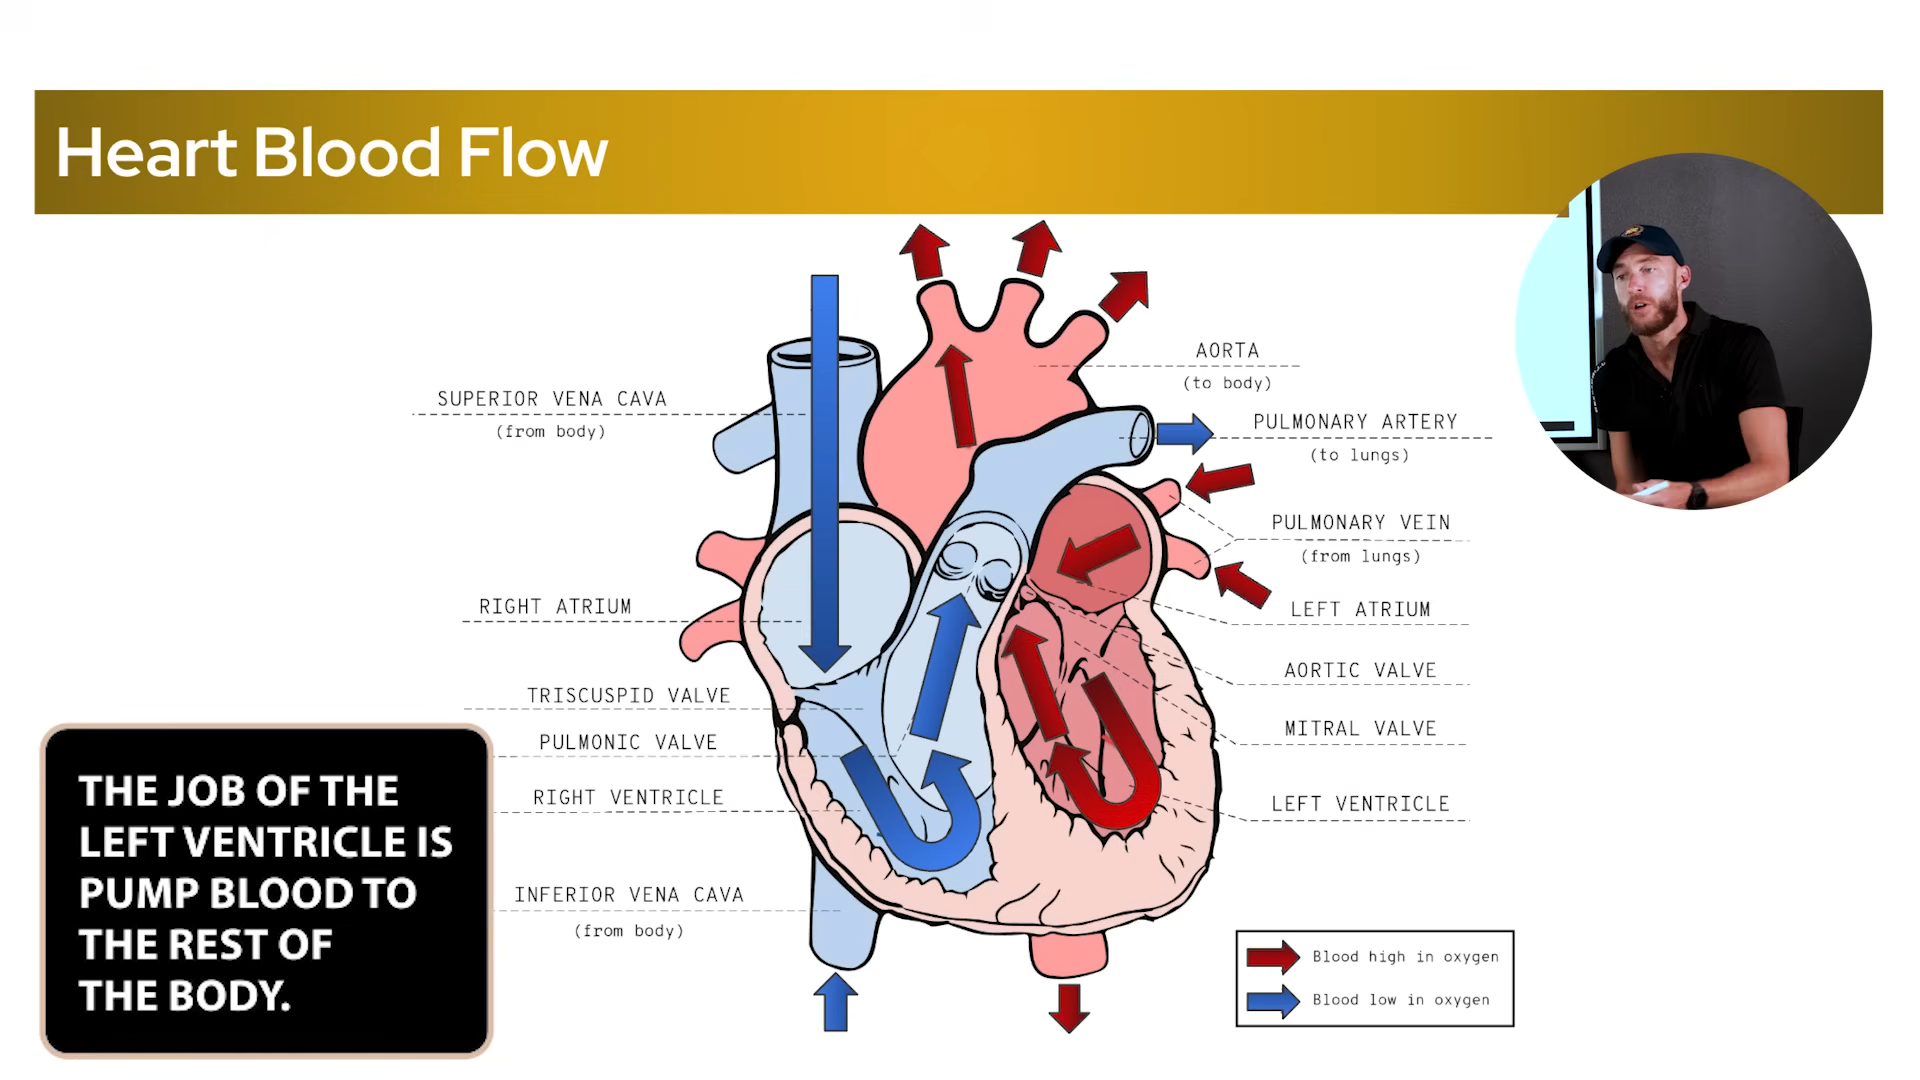 Heart Blood Flow
SUPERIOR VENA CAVA
(from body)
RIGHT ATRIUM
TRISCUSPID VALVE
PULMONIC VALVE
RIGHT VENTRICLE
INFERIOR VENA CAVA
(from body)
AORTA
(to body)
PULMONARY ARTERY
(to lungs)
PULMONARY VEIN
(from lungs)
LEFT ATRIUM
AORTIC VALVE
MITRAL VALVE
LEFT VENTRICLE
THE JOB OF THE
LEFT VENTRICLE IS
PUMP BLOOD TO
THE REST OF
THE BODY.
Blood high in oxygen
Blood low in oxygen